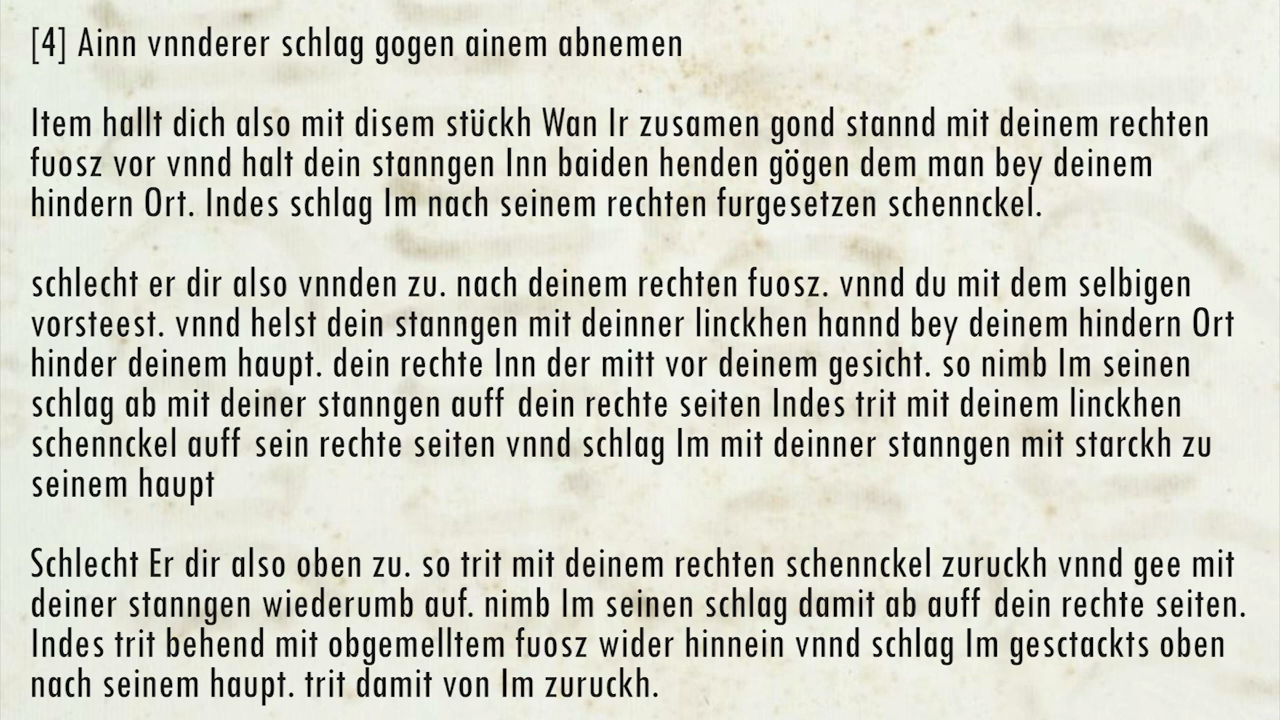 [4] Ainn vnnderer schlag gogen ainem abnemen
Item hallt dich also mit disem stückh Wan Ir zusamen gond stannd mit deinem rechten
fuosz vor vnnd halt dein stanngen Inn baiden henden gögen dem man bey deinem
hindern Ort. Indes schlag Im nach seinem rechten furgesetzen schennckel.
schlecht er dir also vnnden zu. nach deinem rechten fuosz. vnnd du mit dem selbigen
vorsteest. vnnd helst dein stanngen mit deinner linckhen hannd bey deinem hindern Ort
hinder deinem haupt. dein rechte Inn der mitt vor deinem gesicht. so nimb Im seinen
schlag ab mit deiner stanngen auff dein rechte seiten Indes trit mit deinem linckhen
schennckel auff sein rechte seiten vnnd schlag Im mit deinner stanngen mit starckh zu
seinem haupt
Schlecht Er dir also oben zu. so trit mit deinem rechten schennckel zuruckh vnnd gee mit
deiner stanngen wiederumb auf. nimb Im seinen schlag damit ab auff dein rechte seiten.
Indes trit behend mit obgemelltem fuosz wider hinnein vnnd schlag Im gesctackts oben
nach seinem haupt. trit damit von Im zuruckh.